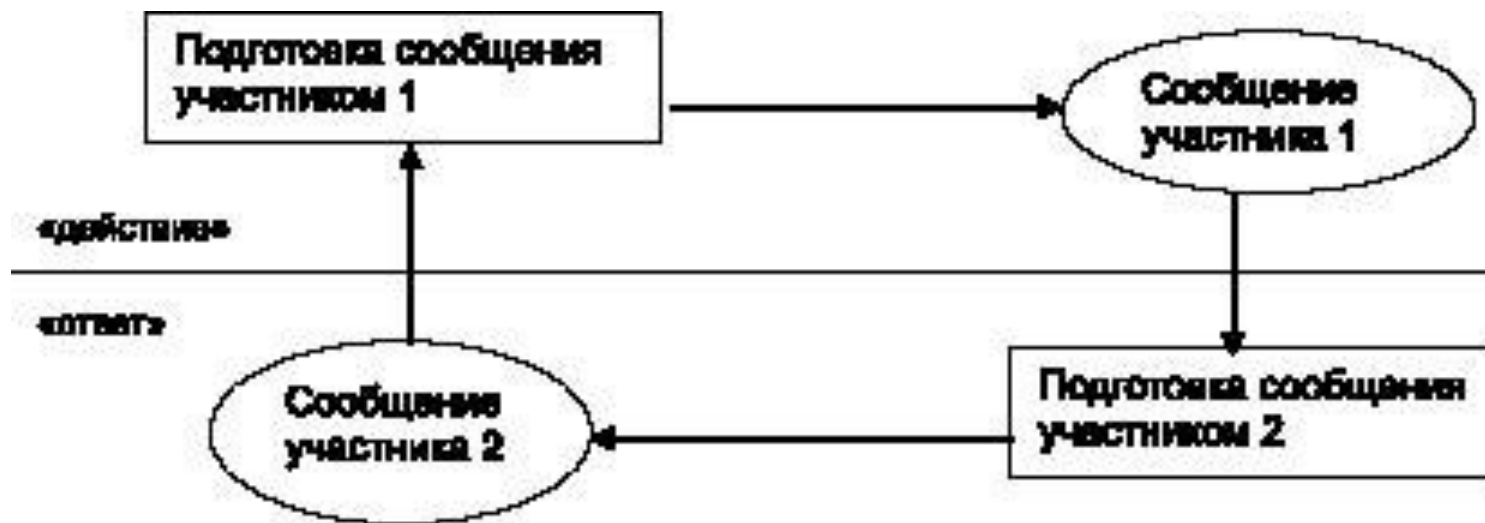 Подготовка сообщения
участником 1
Сообщение
участника 1
«действие»
«ответ»
Сообщение
участника 2
Подготовка сообщения
участником 2